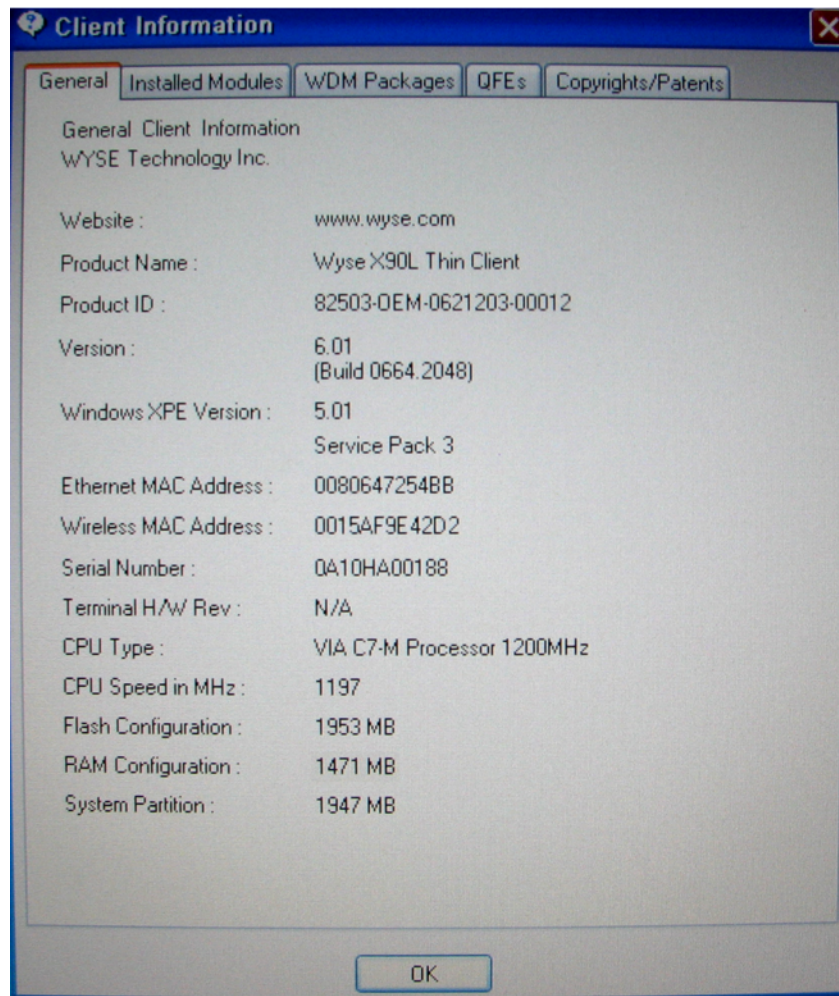 Client Information
General Installed Modules WDM Packages QFEs Copyrights/Patents
General Client Information
WYSE Technology Inc.
Website : www.wyse.com
Product Name : Wyse X90L Thin Client
Product ID : 82503-OEM-0621203-00012
Version : 6.01
(Build 0664.2048)
Windows XPE Version : 5.01
Service Pack 3
Ethernet MAC Address : 0080647254BB
Wireless MAC Address : 0015AF9E42D2
Serial Number : 0A10HA00188
Terminal H/W Rev : N/A
CPU Type : VIA C7-M Processor 1200MHz
CPU Speed in MHz : 1197
Flash Configuration : 1953 MB
RAM Configuration : 1471 MB
System Partition : 1947 MB
OK